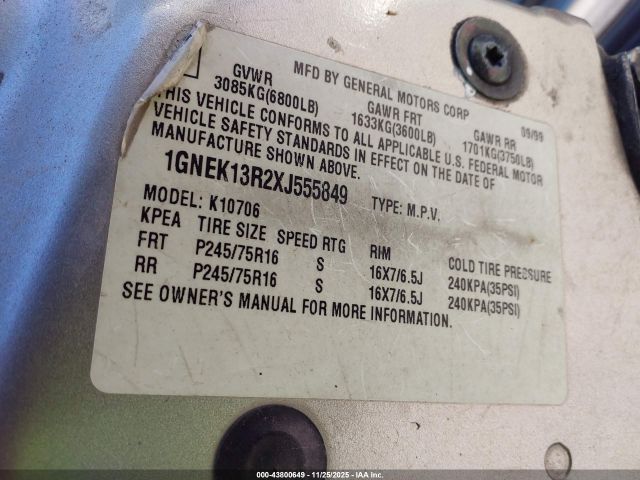 MFD BY GENERAL MOTORS CORP 09/99
GVWR GAWR FRT GAWR RR
3085KG(6800LB) 1633KG(3600LB) 1701KG(3750LB)
THIS VEHICLE CONFORMS TO ALL APPLICABLE U.S. FEDERAL MOTOR
VEHICLE SAFETY STANDARDS IN EFFECT ON THE DATE OF
MANUFACTURE SHOWN ABOVE.
1GNEK13R2XJ555849 TYPE: M.P.V.
MODEL: K10706
KPEA TIRE SIZE SPEED RTG RIM COLD TIRE PRESSURE
FRT P245/75R16 S 16X7/6.5J 240KPA(35PSI)
RR P245/75R16 S 16X7/6.5J 240KPA(35PSI)
SEE OWNER'S MANUAL FOR MORE INFORMATION.
000-43800649 - 11/25/2025 - IAA Inc.